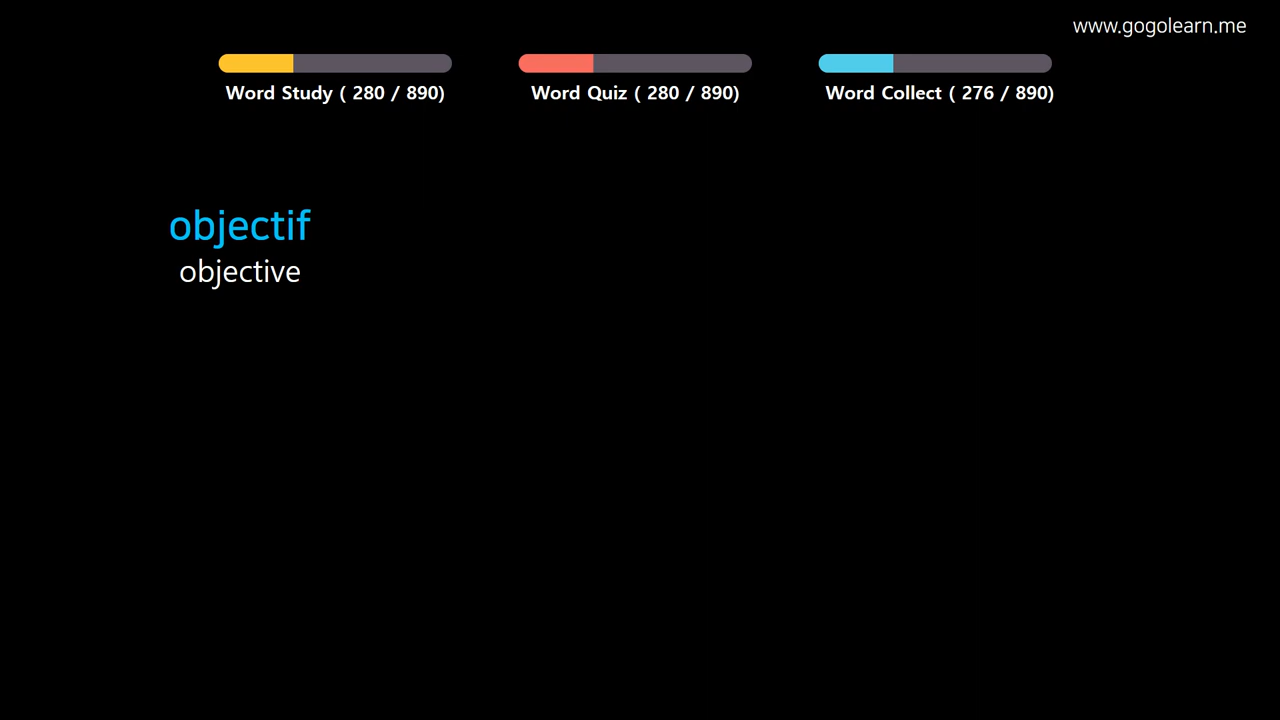 www.gogolearn.me
Word Study ( 280 / 890)
Word Quiz ( 280 / 890)
Word Collect ( 276 / 890)
objectif
objective